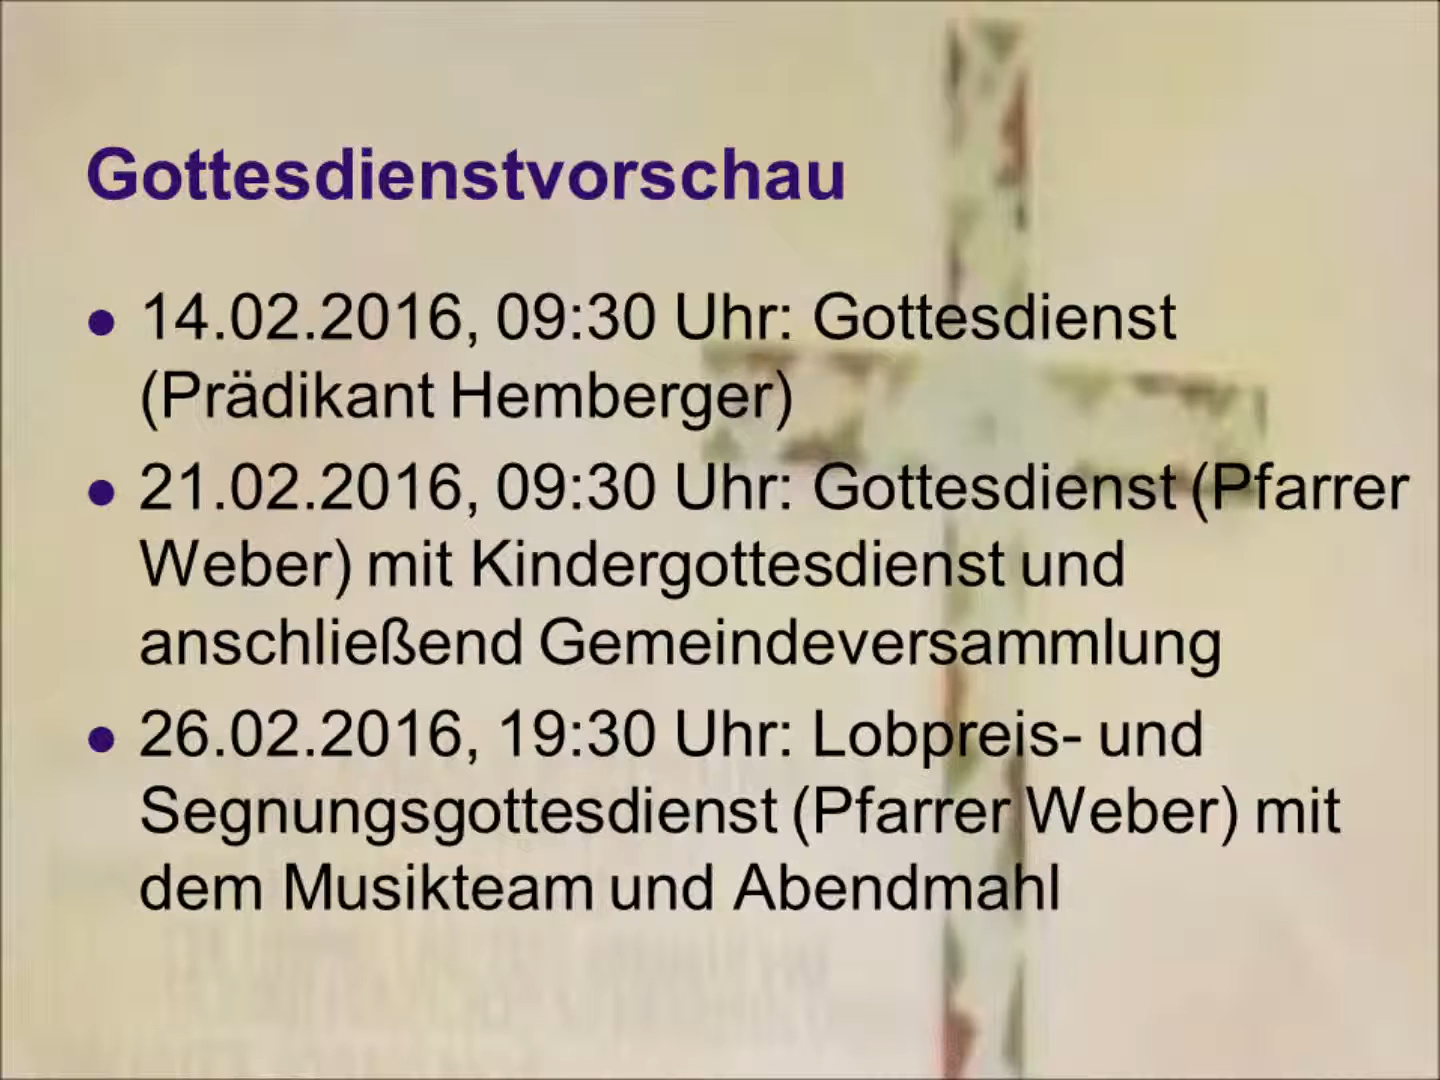 Gottesdienstvorschau
● 14.02.2016, 09:30 Uhr: Gottesdienst
(Prädikant Hemberger)
● 21.02.2016, 09:30 Uhr: Gottesdienst (Pfarrer
Weber) mit Kindergottesdienst und
anschließend Gemeindeversammlung
● 26.02.2016, 19:30 Uhr: Lobpreis- und
Segnungsgottesdienst (Pfarrer Weber) mit
dem Musikteam und Abendmahl